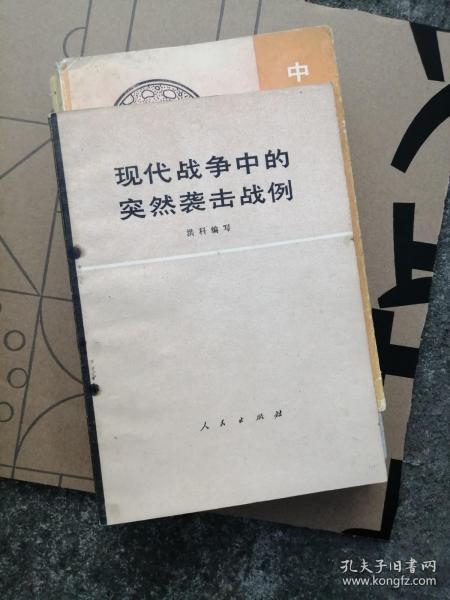 中
现代战争中的
突然袭击战例
洪科编写
人民出版社
孔夫子旧书网
www.kongfz.com